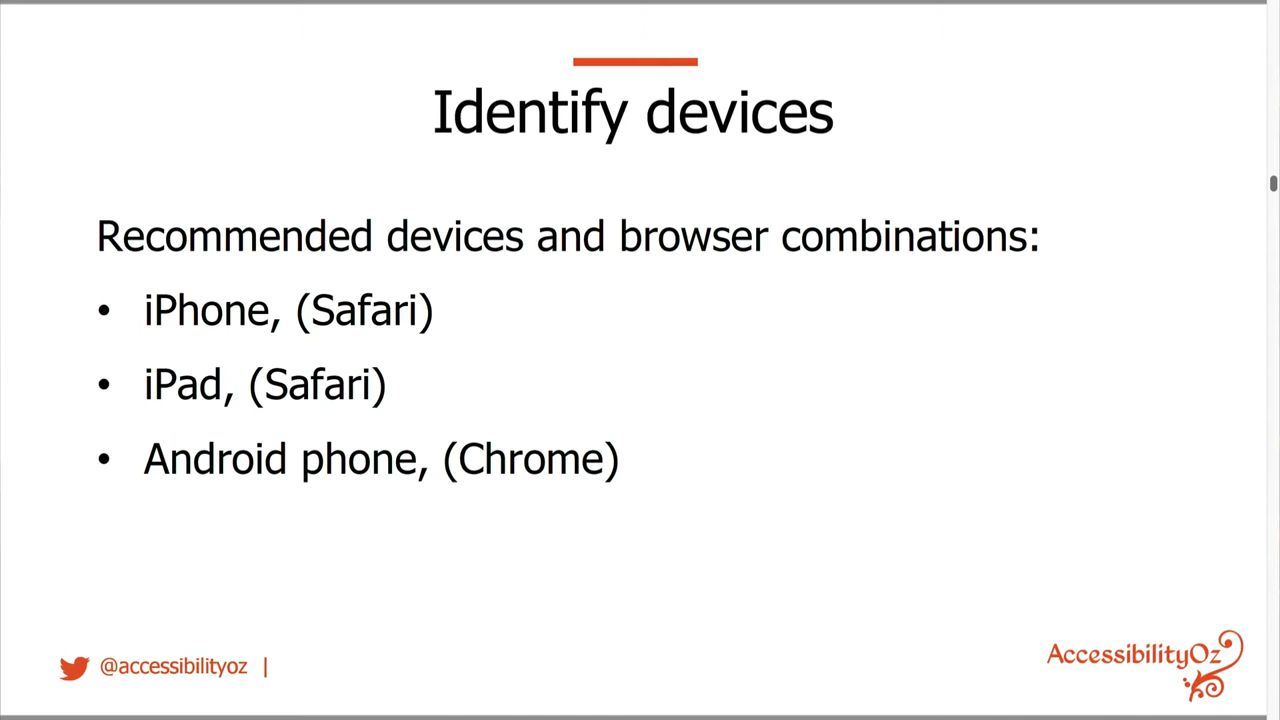 Identify devices
Recommended devices and browser combinations:
• iPhone, (Safari)
• iPad, (Safari)
• Android phone, (Chrome)
@accessibilityoz |
AccessibilityOz